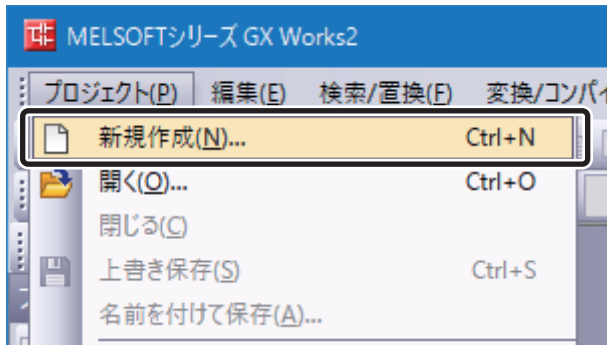 MELSOFTシリーズ GX Works2
プロジェクト(P) 編集(E) 検索/置換(F) 変換/コンパイ
新規作成(N)... Ctrl+N
開く(O)... Ctrl+O
閉じる(C)
上書き保存(S) Ctrl+S
名前を付けて保存(A)...